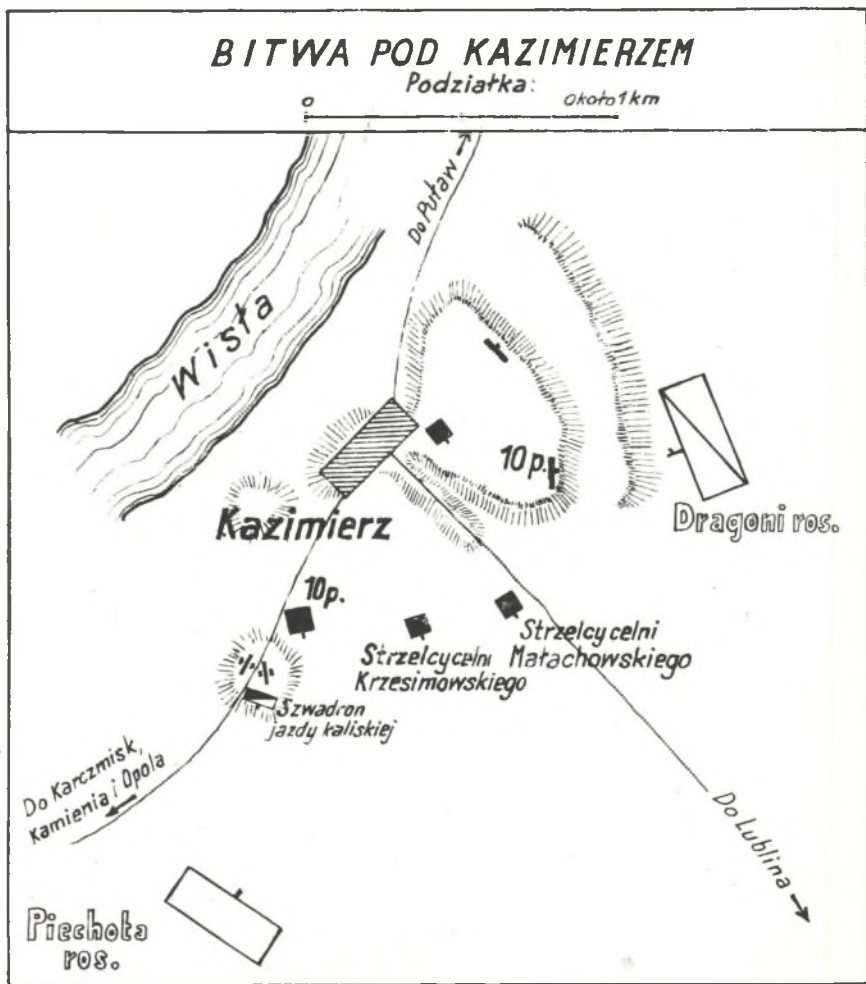 BITWA POD KAZIMIERZEM
Podziałka:
0
około 1 km
Do Puław
Wisła
10 p.
Dragoni ros.
Kazimierz
10 p.
Strzelcy celni
Małachowskiego
Strzelcy celni
Krzesimowskiego
Szwadron
jazdy kaliskiej
Do Karczmisk,
Kamienia i Opola
Do Lublina
Piechota
ros.